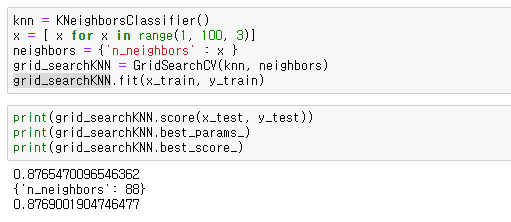 knn = KNeighborsClassifier()
x = [ x for x in range(1, 100, 3)]
neighbors = {'n_neighbors' : x }
grid_searchKNN = GridSearchCV(knn, neighbors)
grid_searchKNN.fit(x_train, y_train)
print(grid_searchKNN.score(x_test, y_test))
print(grid_searchKNN.best_params_)
print(grid_searchKNN.best_score_)
0.8765470096546362
{'n_neighbors': 88}
0.8769001904746477